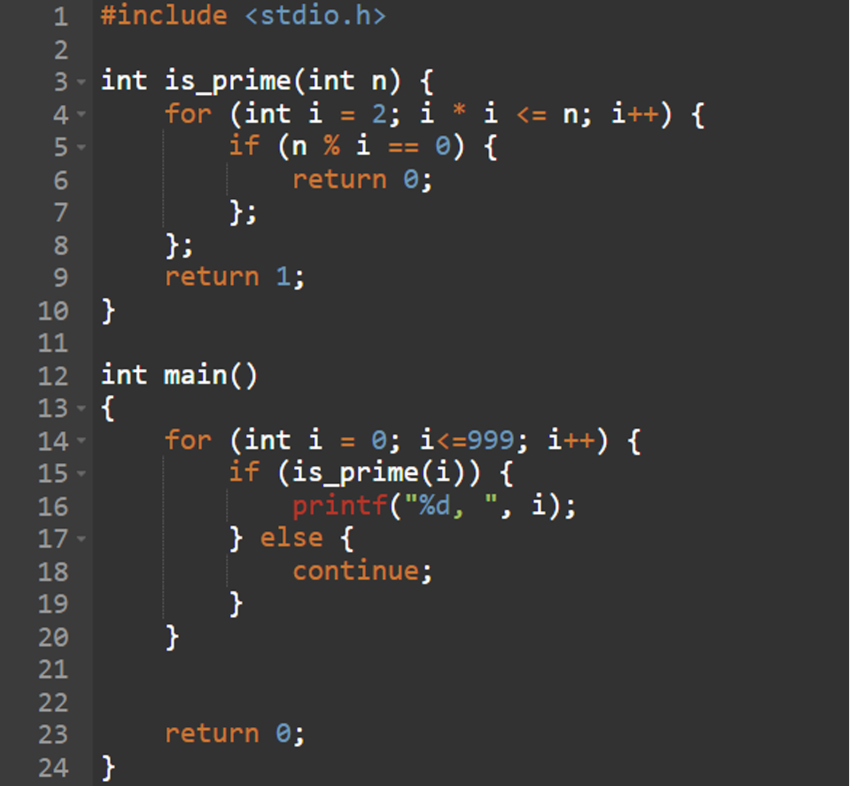 1 #include <stdio.h>
2
3 int is_prime(int n) {
4     for (int i = 2; i * i <= n; i++) {
5         if (n % i == 0) {
6             return 0;
7         };
8     };
9     return 1;
10 }
11
12 int main()
13 {
14     for (int i = 0; i<=999; i++) {
15         if (is_prime(i)) {
16             printf("%d, ", i);
17         } else {
18             continue;
19         }
20     }
21
22
23     return 0;
24 }